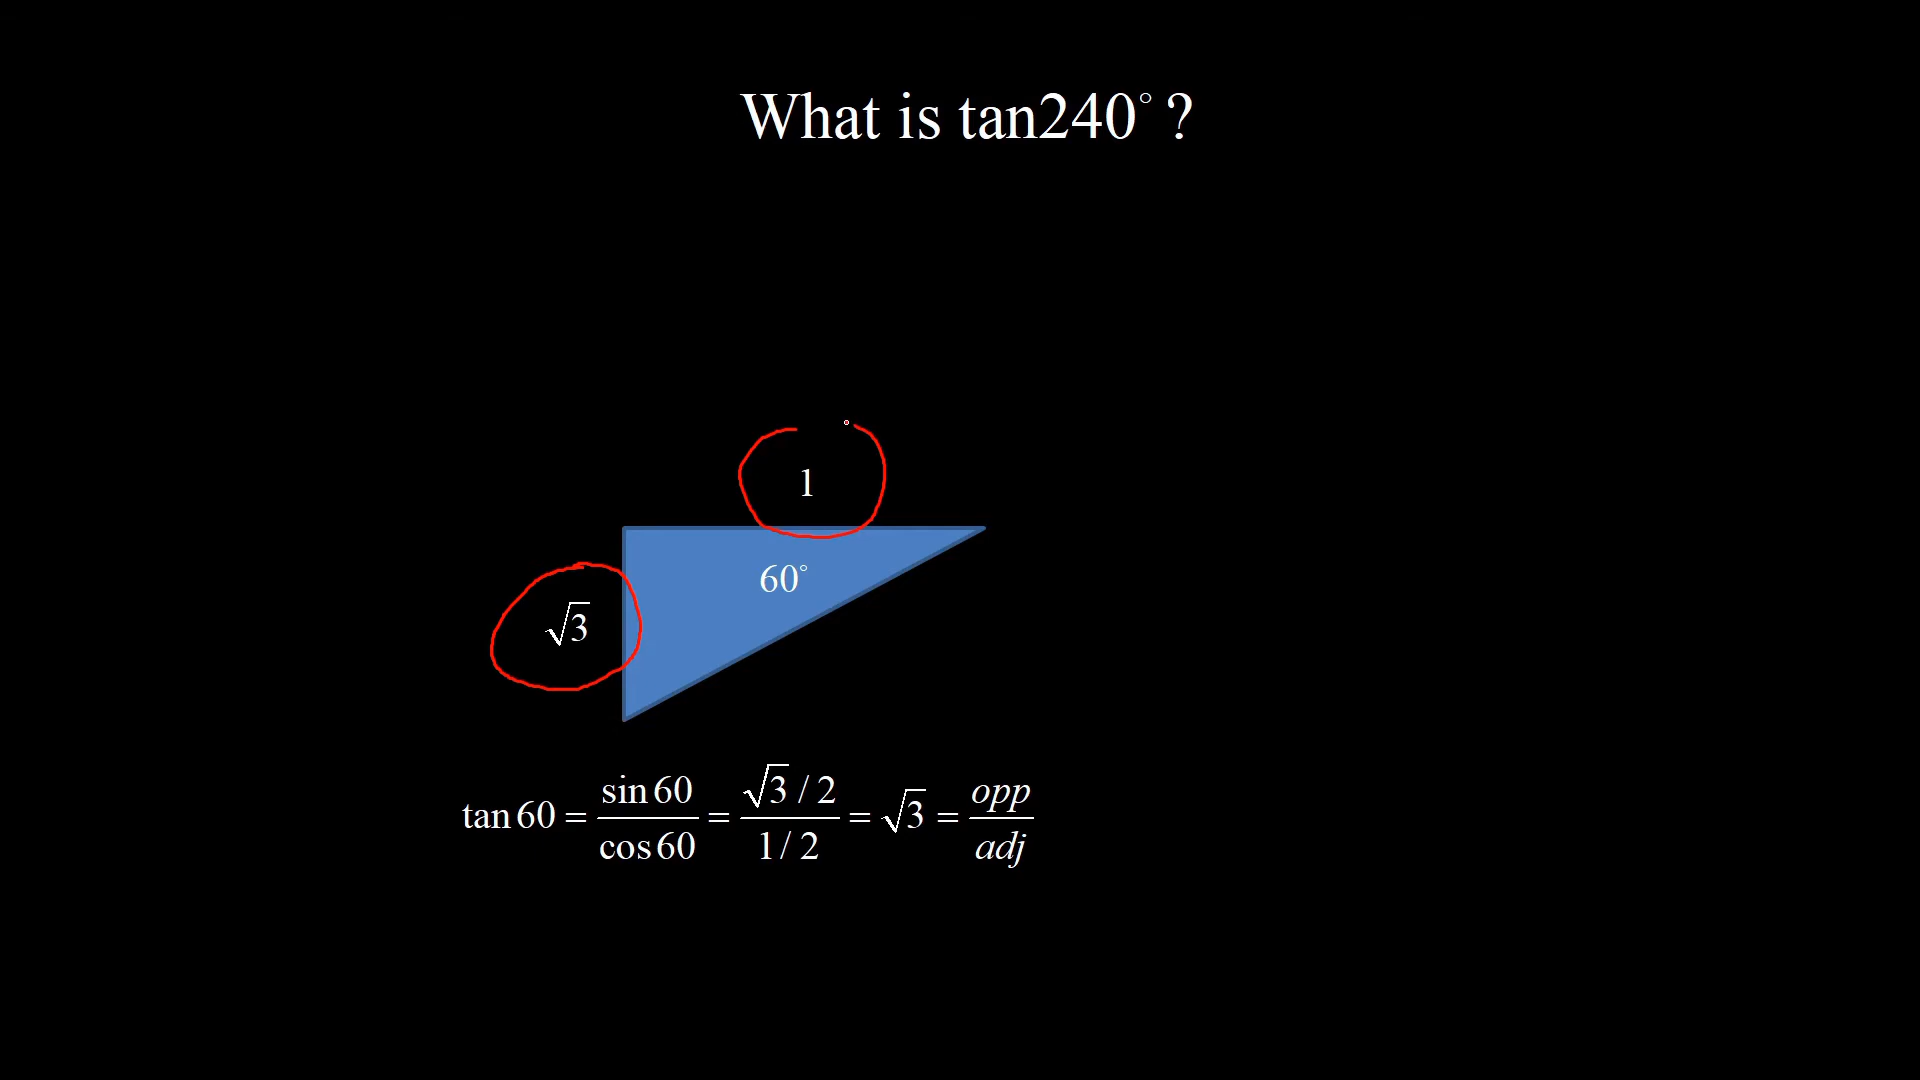 What is tan240° ?
1
60°
√3
tan 60 = sin 60 / cos 60 = (√3 / 2) / (1 / 2) = √3 = opp / adj